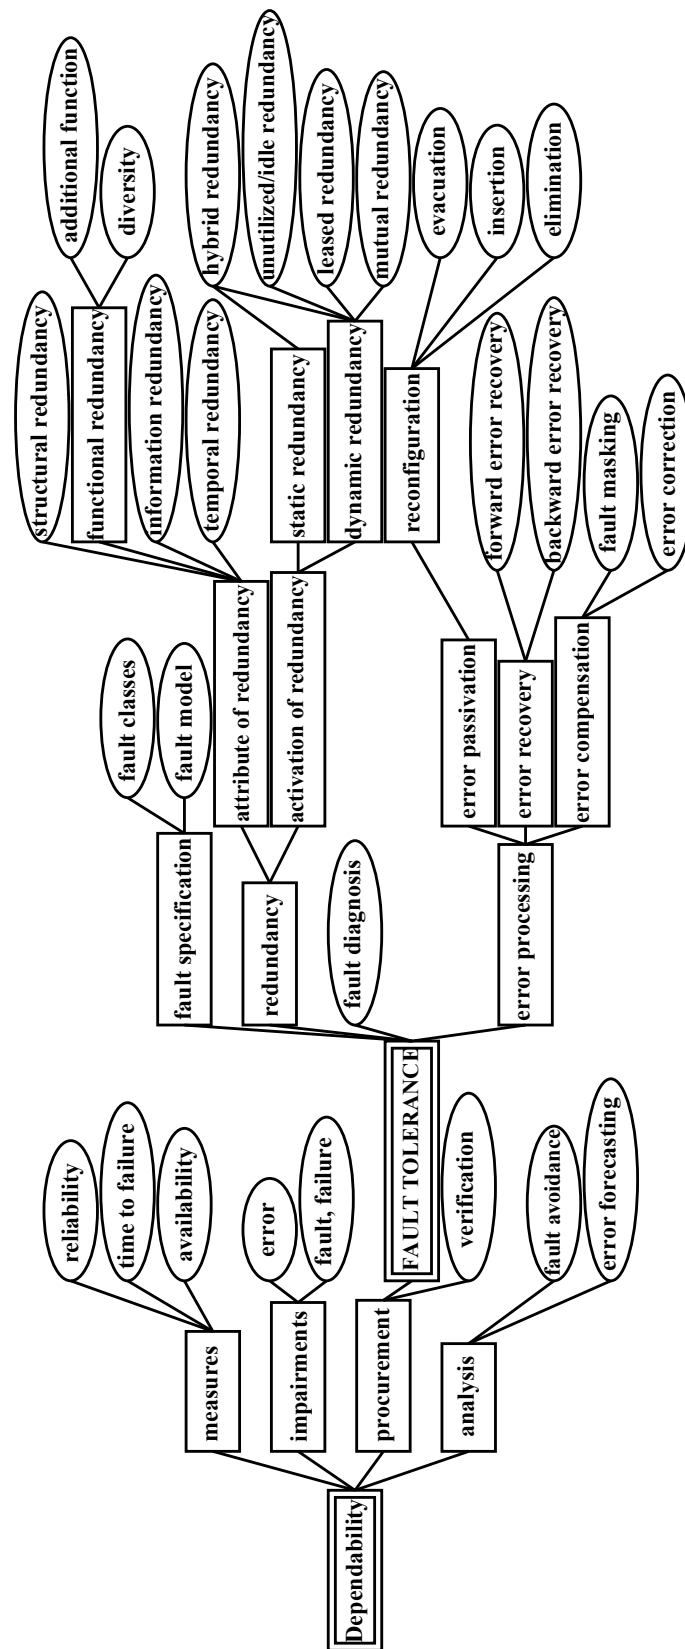 Dependability
measures
impairments
procurement
analysis
reliability
time to failure
availability
error
fault, failure
FAULT TOLERANCE
verification
fault avoidance
error forecasting
fault specification
redundancy
fault diagnosis
error processing
fault classes
fault model
attribute of redundancy
activation of redundancy
error passivation
error recovery
error compensation
structural redundancy
functional redundancy
information redundancy
temporal redundancy
static redundancy
dynamic redundancy
reconfiguration
forward error recovery
backward error recovery
fault masking
error correction
additional function
diversity
hybrid redundancy
unutilized/idle redundancy
leased redundancy
mutual redundancy
evacuation
insertion
elimination